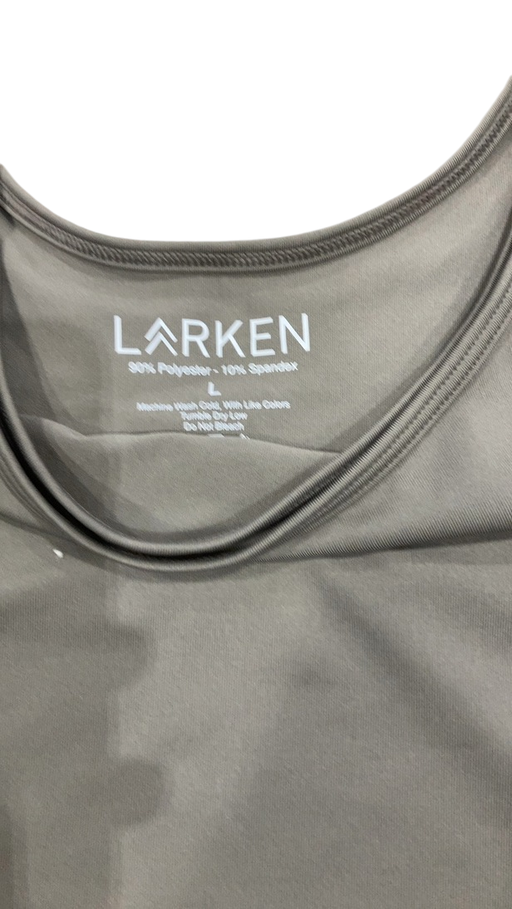 LARKEN
90% Polyester - 10% Spandex
L
Machine Wash Cold, With Like Colors
Tumble Dry Low
Do Not Bleach